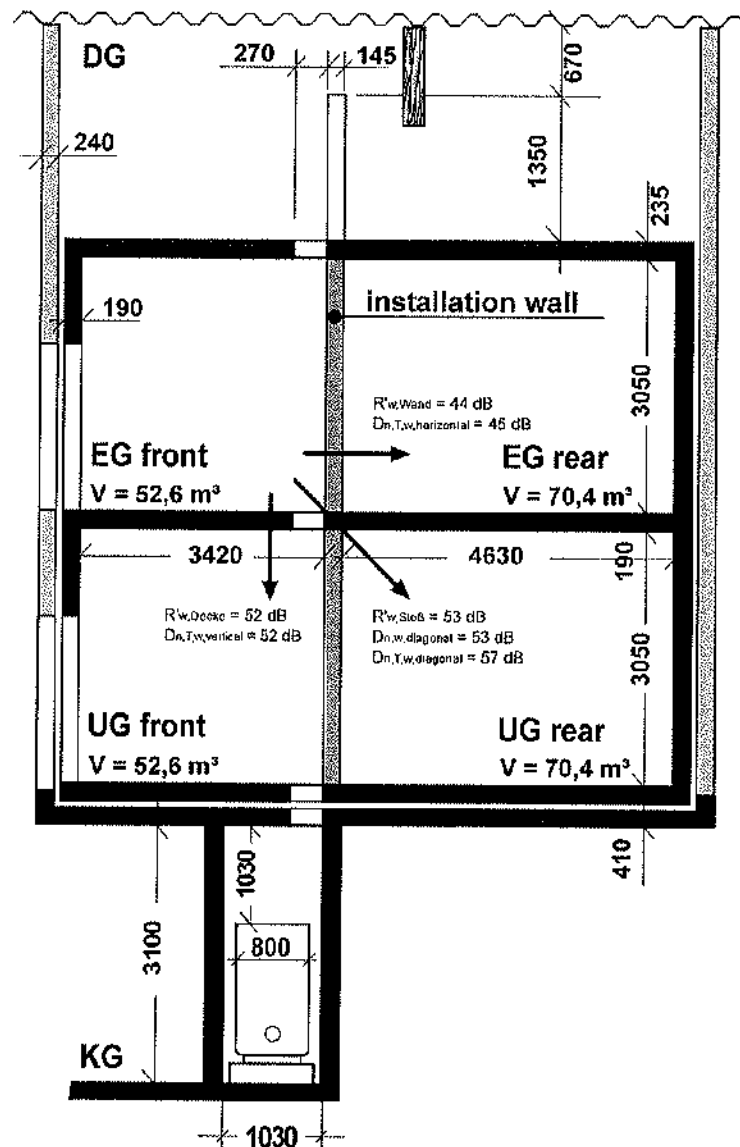 DG
270
145
670
240
1350
235
190
installation wall
3050
R'w,Wand = 44 dB
Dn,T,w,horizontal = 45 dB
EG front
V = 52,6 m³
EG rear
V = 70,4 m³
3420
4630
190
R'w,Decke = 52 dB
Dn,T,w,vertical = 52 dB
R'w,Stoß = 53 dB
Dn,w,diagonal = 53 dB
Dn,T,w,diagonal = 57 dB
3050
UG front
V = 52,6 m³
UG rear
V = 70,4 m³
410
1030
3100
800
KG
1030